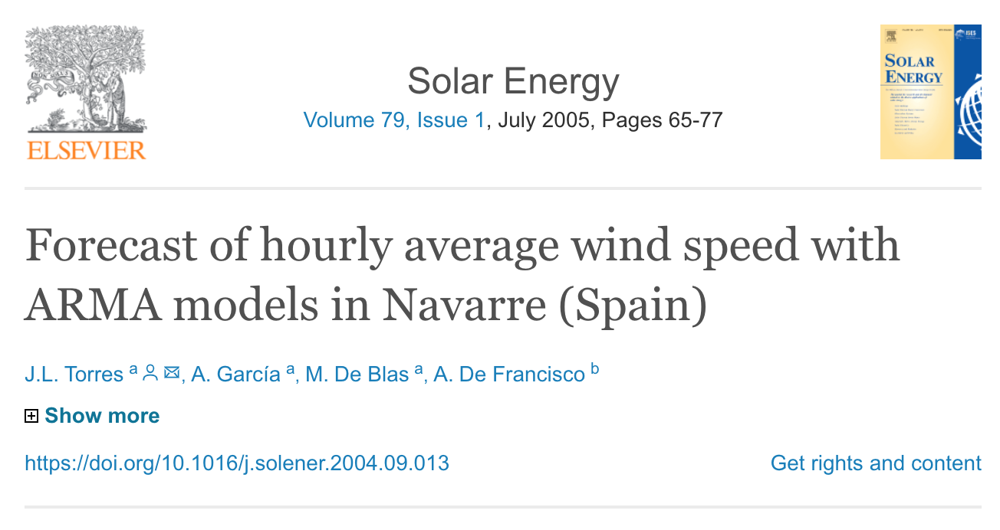 ELSEVIER
Solar Energy
Volume 79, Issue 1, July 2005, Pages 65-77
ISES
SOLAR
ENERGY
Forecast of hourly average wind speed with
ARMA models in Navarre (Spain)
J.L. Torres a, A. García a, M. De Blas a, A. De Francisco b
Show more
https://doi.org/10.1016/j.solener.2004.09.013
Get rights and content